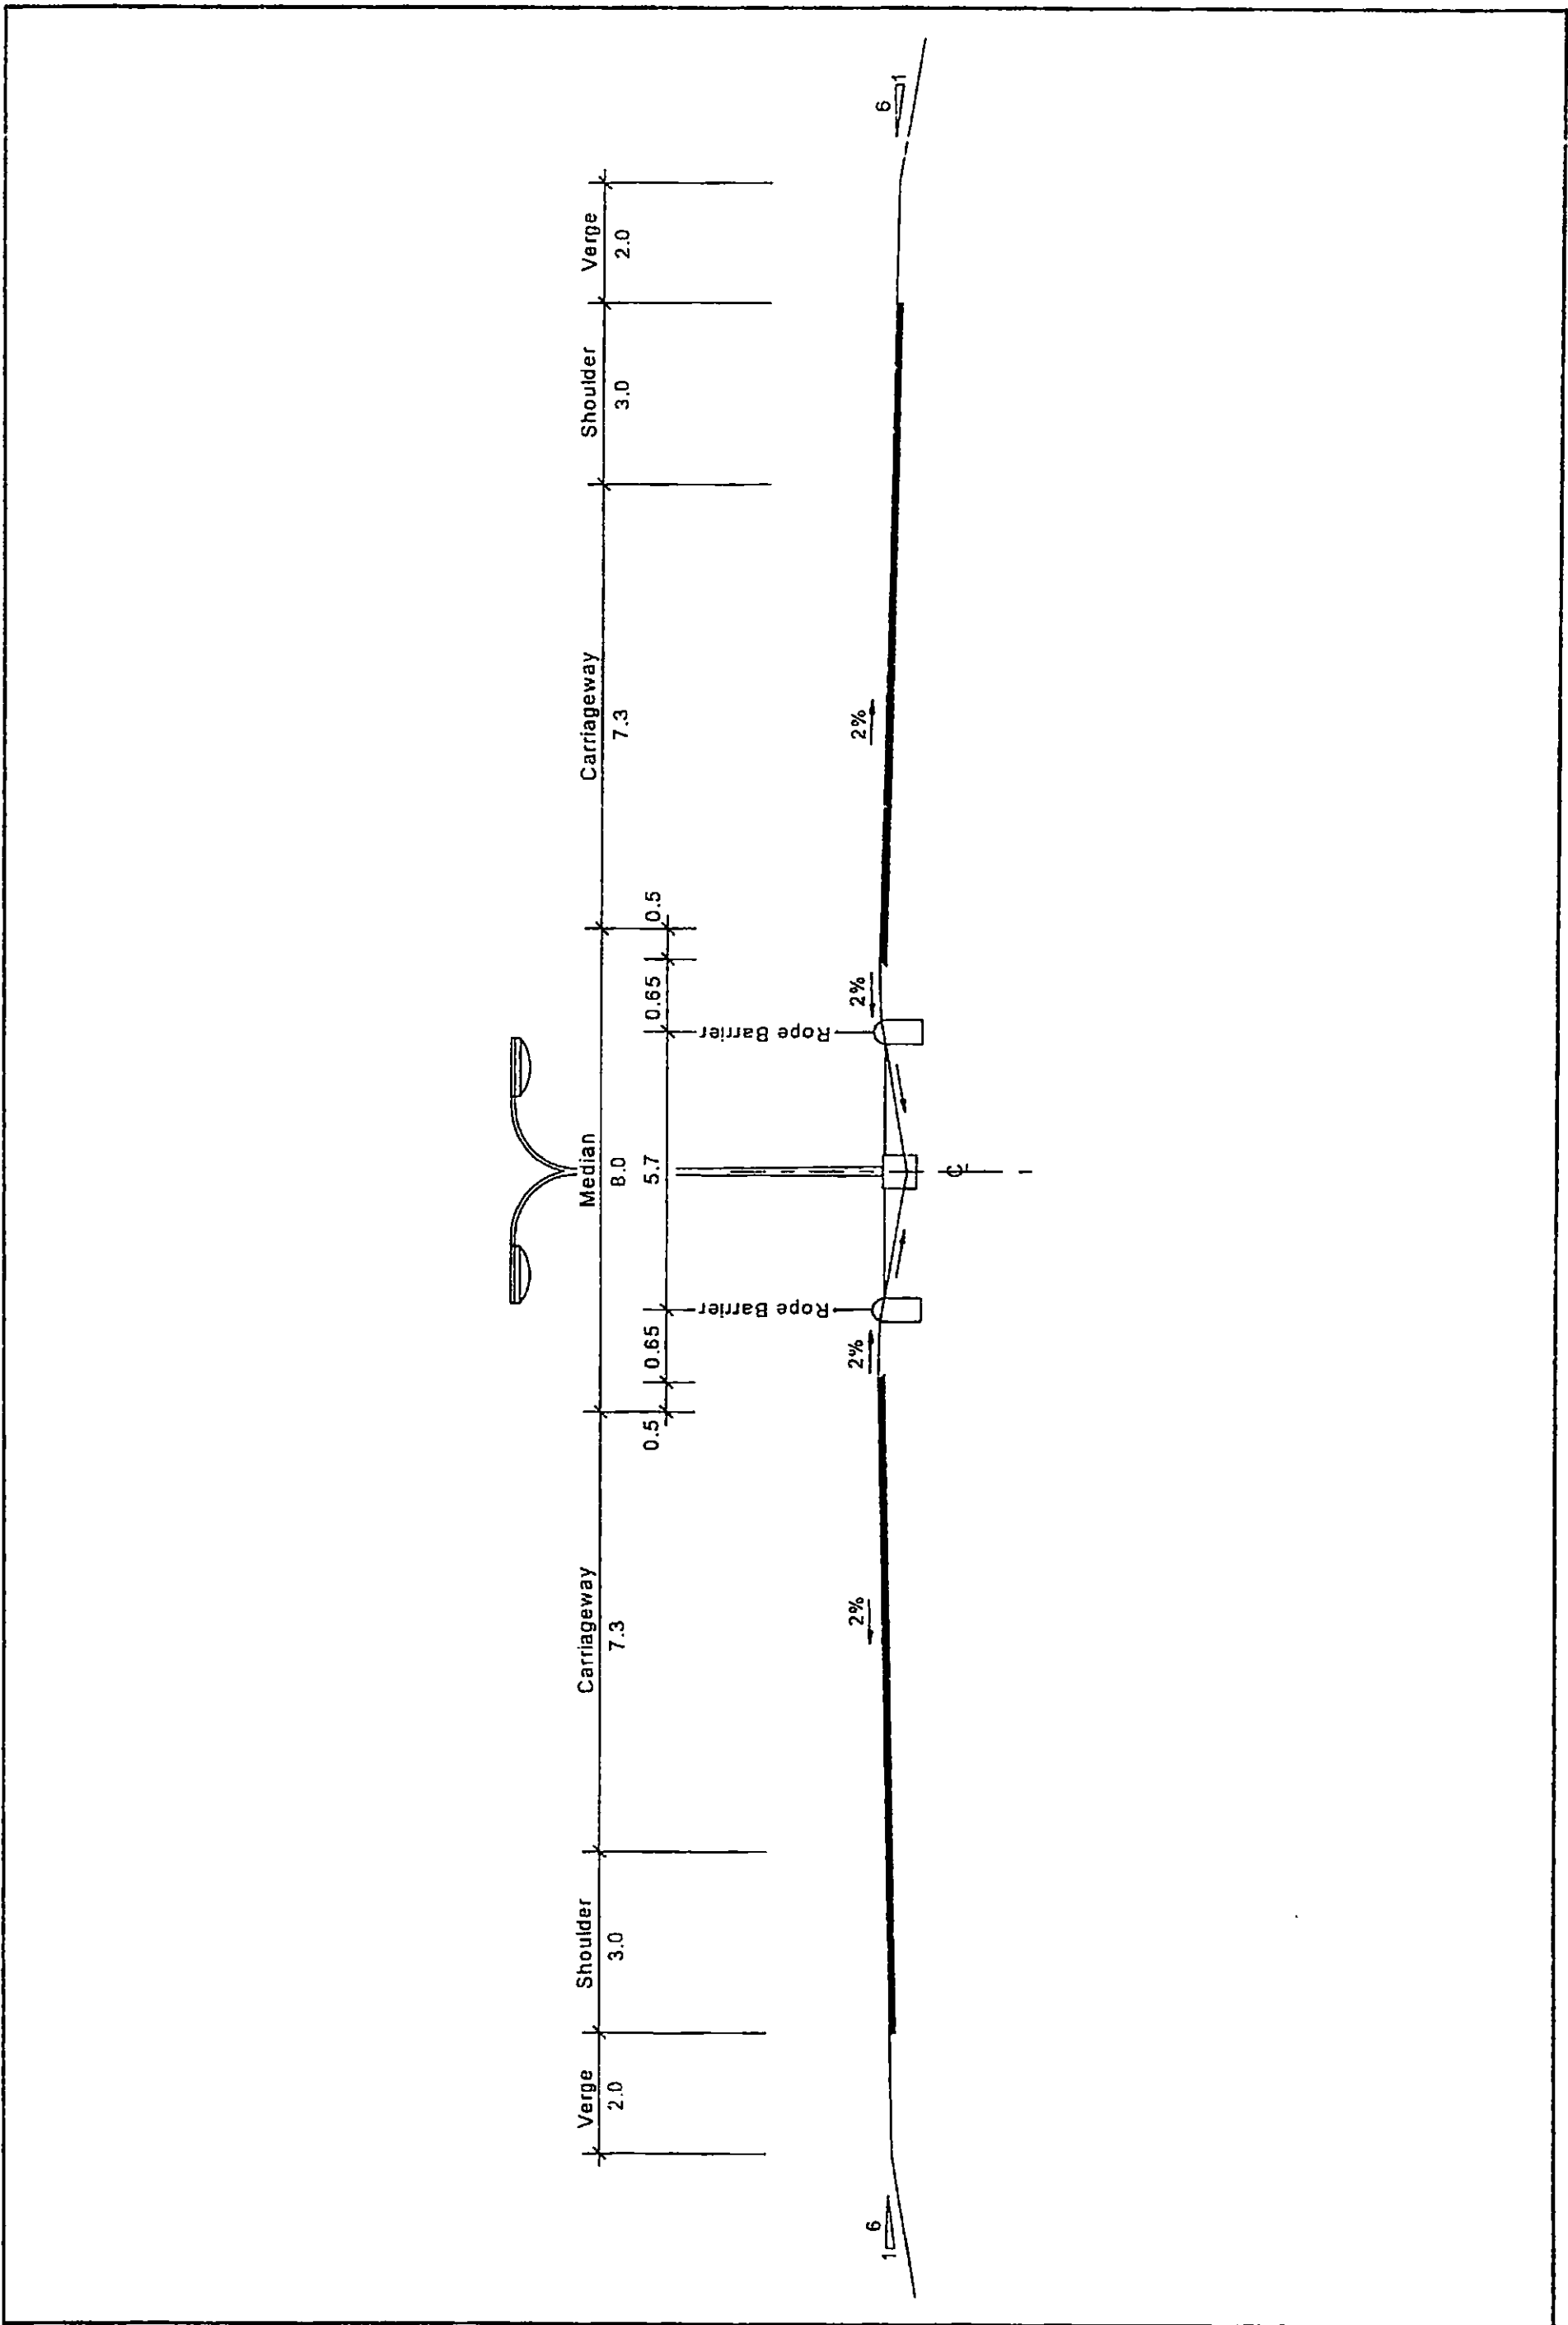 Verge Shoulder Carriageway Median Carriageway Shoulder Verge
2.0 3.0 7.3 8.0 7.3 3.0 2.0
0.5 0.65 5.7 0.65 0.5
Rope Barrier Rope Barrier
2% 2% 2% 2%
1 6 6 1